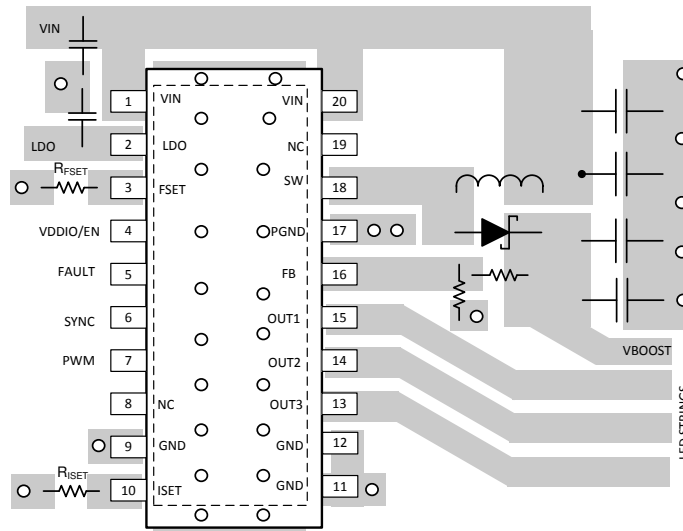 VIN
1 VIN VIN 20
2 LDO NC 19
LDO
RFSET
3 FSET SW 18
VDDIO/EN 4 PGND 17
FAULT 5 FB 16
SYNC 6 OUT1 15
PWM 7 OUT2 14
VBOOST
8 NC OUT3 13
LED STRINGS
9 GND GND 12
RISET
10 ISET GND 11